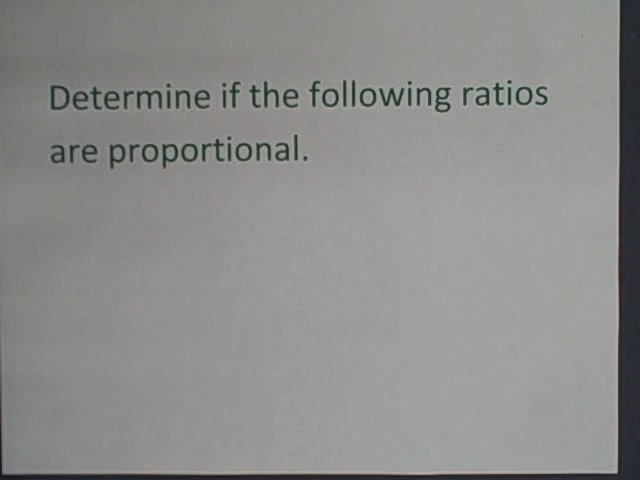 Determine if the following ratios
are proportional.